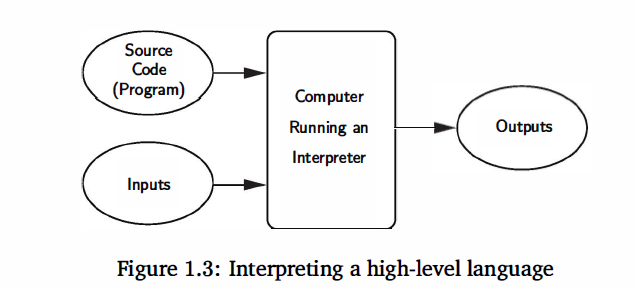 Source
Code
(Program)
Computer
Running an
Interpreter
Inputs
Outputs
Figure 1.3: Interpreting a high-level language